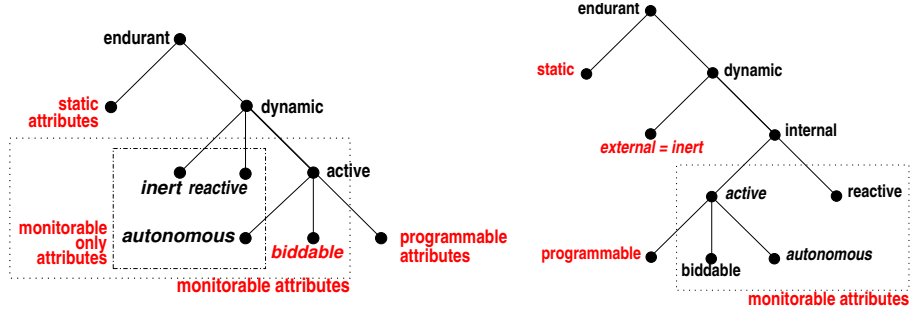 endurant
static
attributes
dynamic
inert reactive
active
monitorable
only
attributes
autonomous
biddable
programmable
attributes
monitorable attributes
endurant
static
dynamic
external = inert
internal
active
reactive
programmable
biddable
autonomous
monitorable attributes